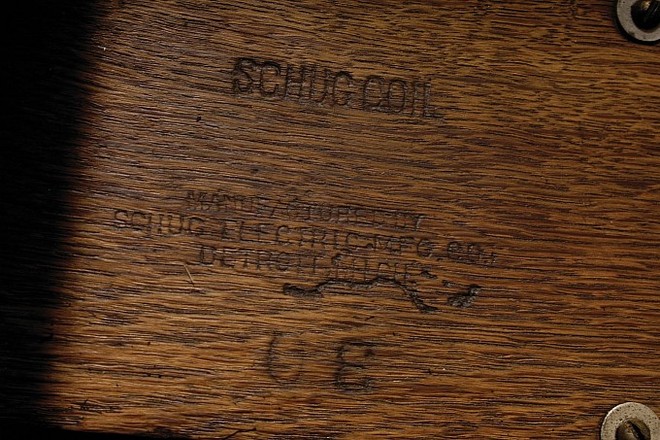 SCHUG COIL
MANUFACTURED BY
SCHUG ELECTRIC MFG. CO.
DETROIT, MICH.
C E